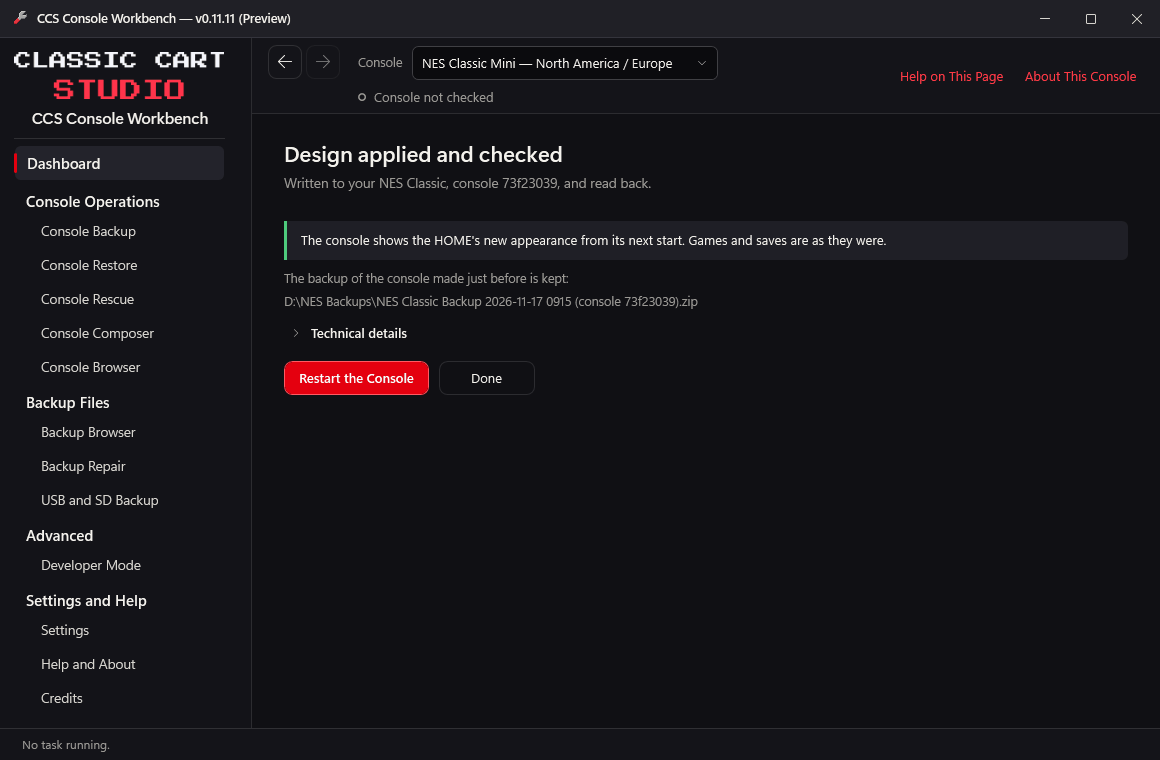 CCS Console Workbench — v0.11.11 (Preview)
CLASSIC CART
STUDIO
CCS Console Workbench
Dashboard
Console Operations
Console Backup
Console Restore
Console Rescue
Console Composer
Console Browser
Backup Files
Backup Browser
Backup Repair
USB and SD Backup
Advanced
Developer Mode
Settings and Help
Settings
Help and About
Credits
Console
NES Classic Mini — North America / Europe
Console not checked
Help on This Page
About This Console
Design applied and checked
Written to your NES Classic, console 73f23039, and read back.
The console shows the HOME's new appearance from its next start. Games and saves are as they were.
The backup of the console made just before is kept:
D:\NES Backups\NES Classic Backup 2026-11-17 0915 (console 73f23039).zip
Technical details
Restart the Console
Done
No task running.